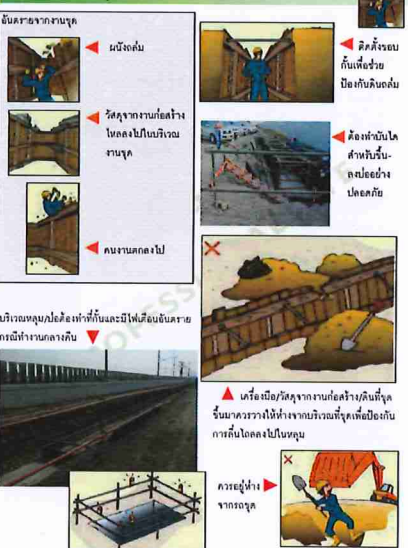 อันตรายจากงานขุด
ผนังถล่ม
วัสดุจากงานก่อสร้าง
ไหลลงไปในบริเวณ
งานขุด
คนงานตกลงไป
บริเวณหลุม/บ่อต้องทำที่กั้นและมีไฟเตือนอันตราย
กรณีทำงานกลางคืน
ติดตั้งขอบ
กั้นเพื่อช่วย
ป้องกันดินถล่ม
ต้องทำบันได
สำหรับขึ้น-
ลงบ่ออย่าง
ปลอดภัย
เครื่องมือ/วัสดุจากงานก่อสร้าง/ดินที่ขุด
ขึ้นมาควรวางให้ห่างจากบริเวณที่ขุดเพื่อป้องกัน
การลื่นไถลลงไปในหลุม
ควรอยู่ห่าง
จากรถขุด